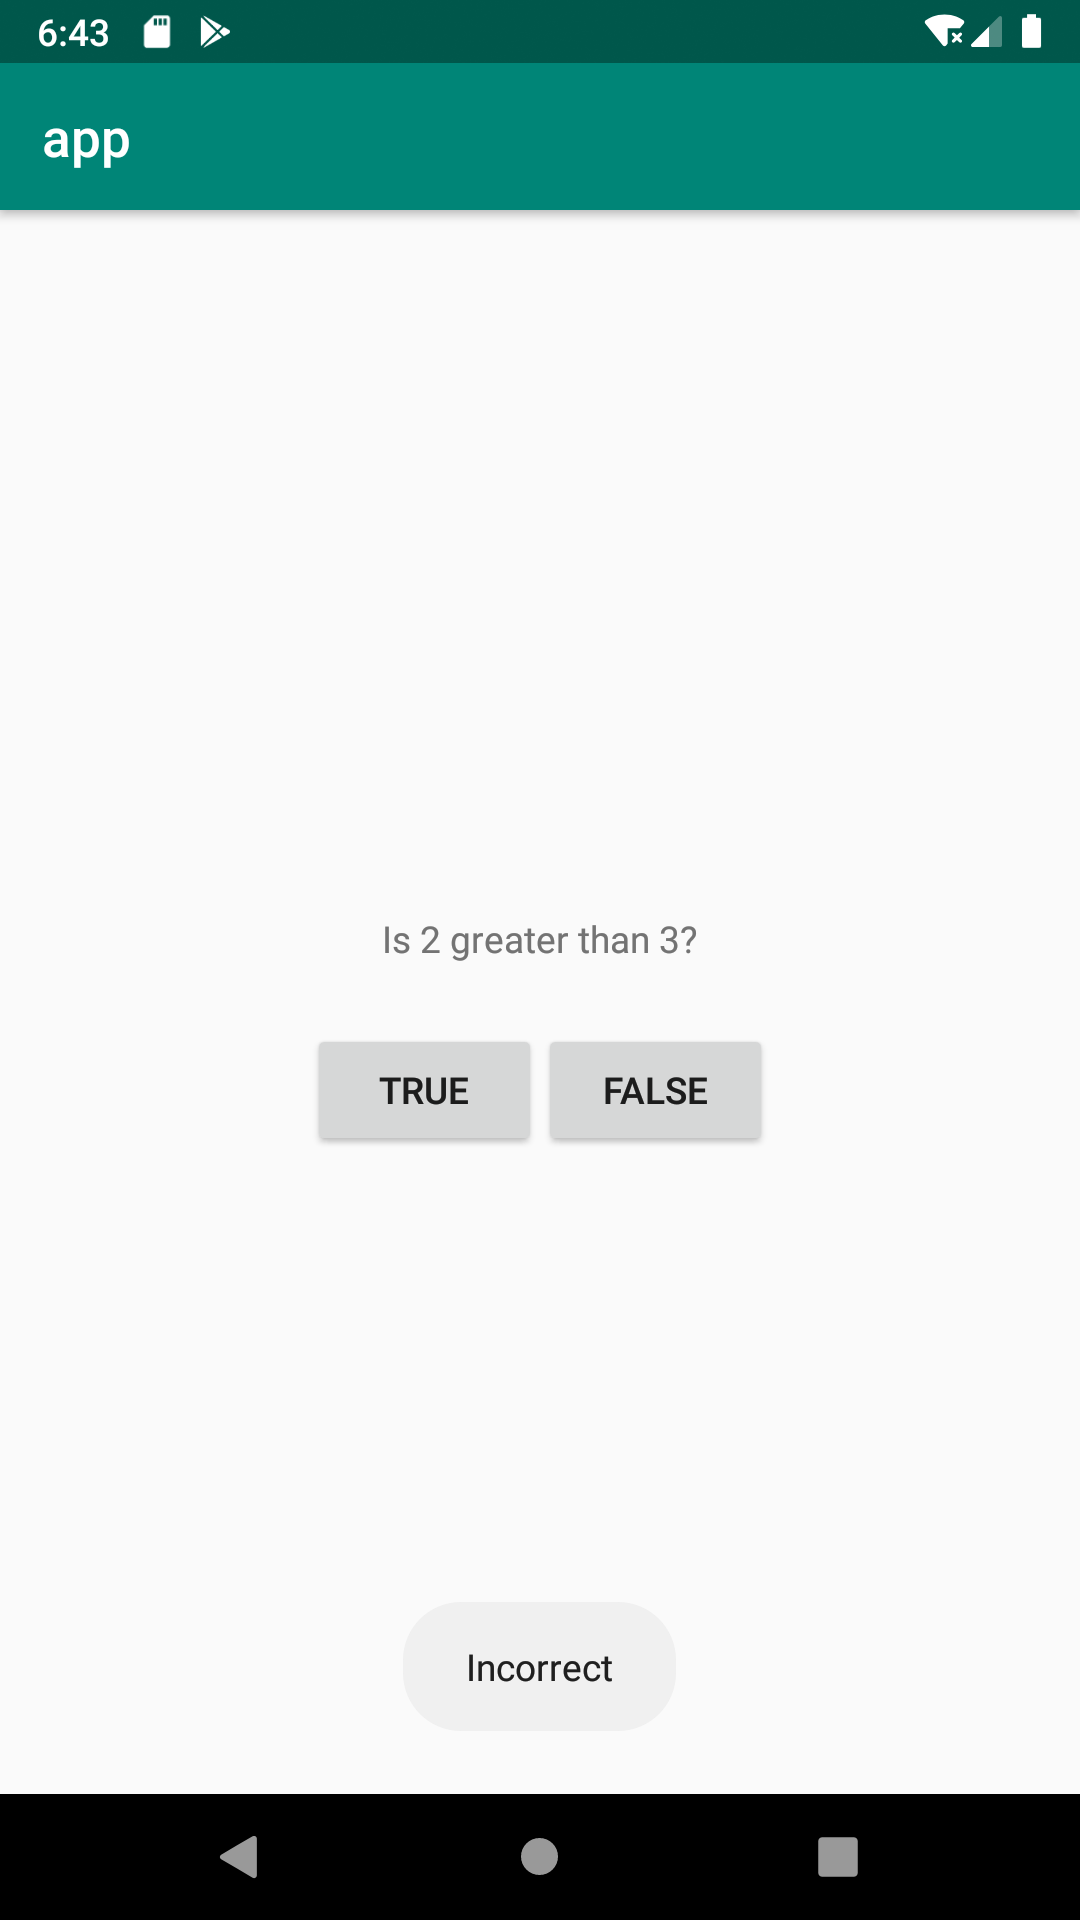 6:43
app
Is 2 greater than 3?
TRUE FALSE
Incorrect